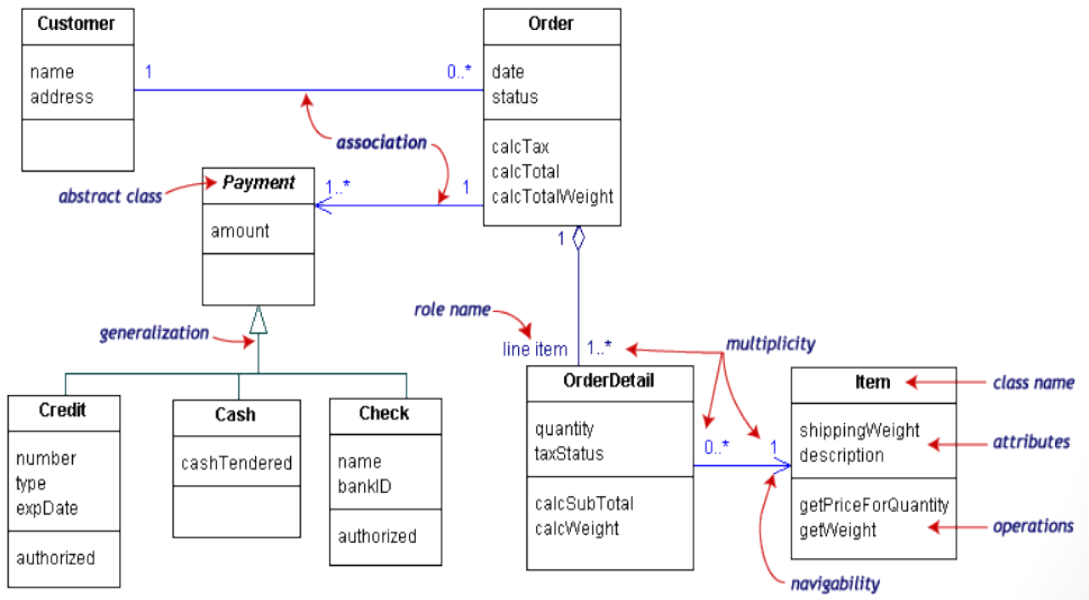 Customer
name
address
1
0..*
Order
date
status
calcTax
calcTotal
calcTotalWeight
association
abstract class
Payment
amount
1..*
1
1
generalization
role name
line item
1..*
multiplicity
Credit
number
type
expDate
authorized
Cash
cashTendered
Check
name
bankID
authorized
OrderDetail
quantity
taxStatus
calcSubTotal
calcWeight
0..*
1
Item
shippingWeight
description
getPriceForQuantity
getWeight
class name
attributes
operations
navigability